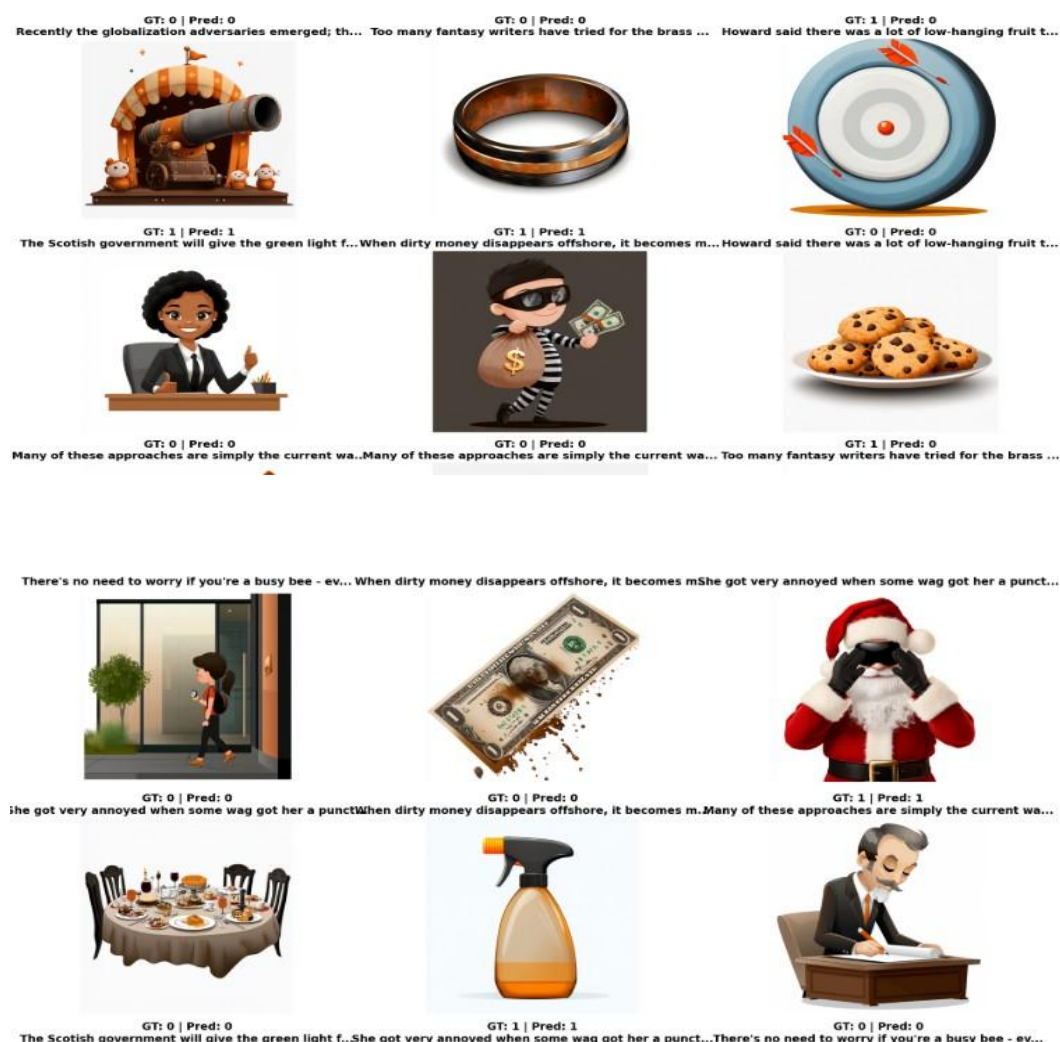 GT: 0 | Pred: 0 GT: 0 | Pred: 0 GT: 1 | Pred: 0
Recently the globalization adversaries emerged; th... Too many fantasy writers have tried for the brass ... Howard said there was a lot of low-hanging fruit t...
GT: 1 | Pred: 1 GT: 1 | Pred: 1 GT: 0 | Pred: 0
The Scotish government will give the green light f... When dirty money disappears offshore, it becomes m... Howard said there was a lot of low-hanging fruit t...
$
GT: 0 | Pred: 0 GT: 0 | Pred: 0 GT: 1 | Pred: 0
Many of these approaches are simply the current wa... Many of these approaches are simply the current wa... Too many fantasy writers have tried for the brass ...
There's no need to worry if you're a busy bee - ev... When dirty money disappears offshore, it becomes m... She got very annoyed when some wag got her a punct...
GT: 0 | Pred: 0 GT: 0 | Pred: 0 GT: 1 | Pred: 1
She got very annoyed when some wag got her a punct... When dirty money disappears offshore, it becomes m... Many of these approaches are simply the current wa...
GT: 0 | Pred: 0 GT: 1 | Pred: 1 GT: 0 | Pred: 0
The Scotish government will give the green light f... She got very annoyed when some wag got her a punct... There's no need to worry if you're a busy bee - ev...